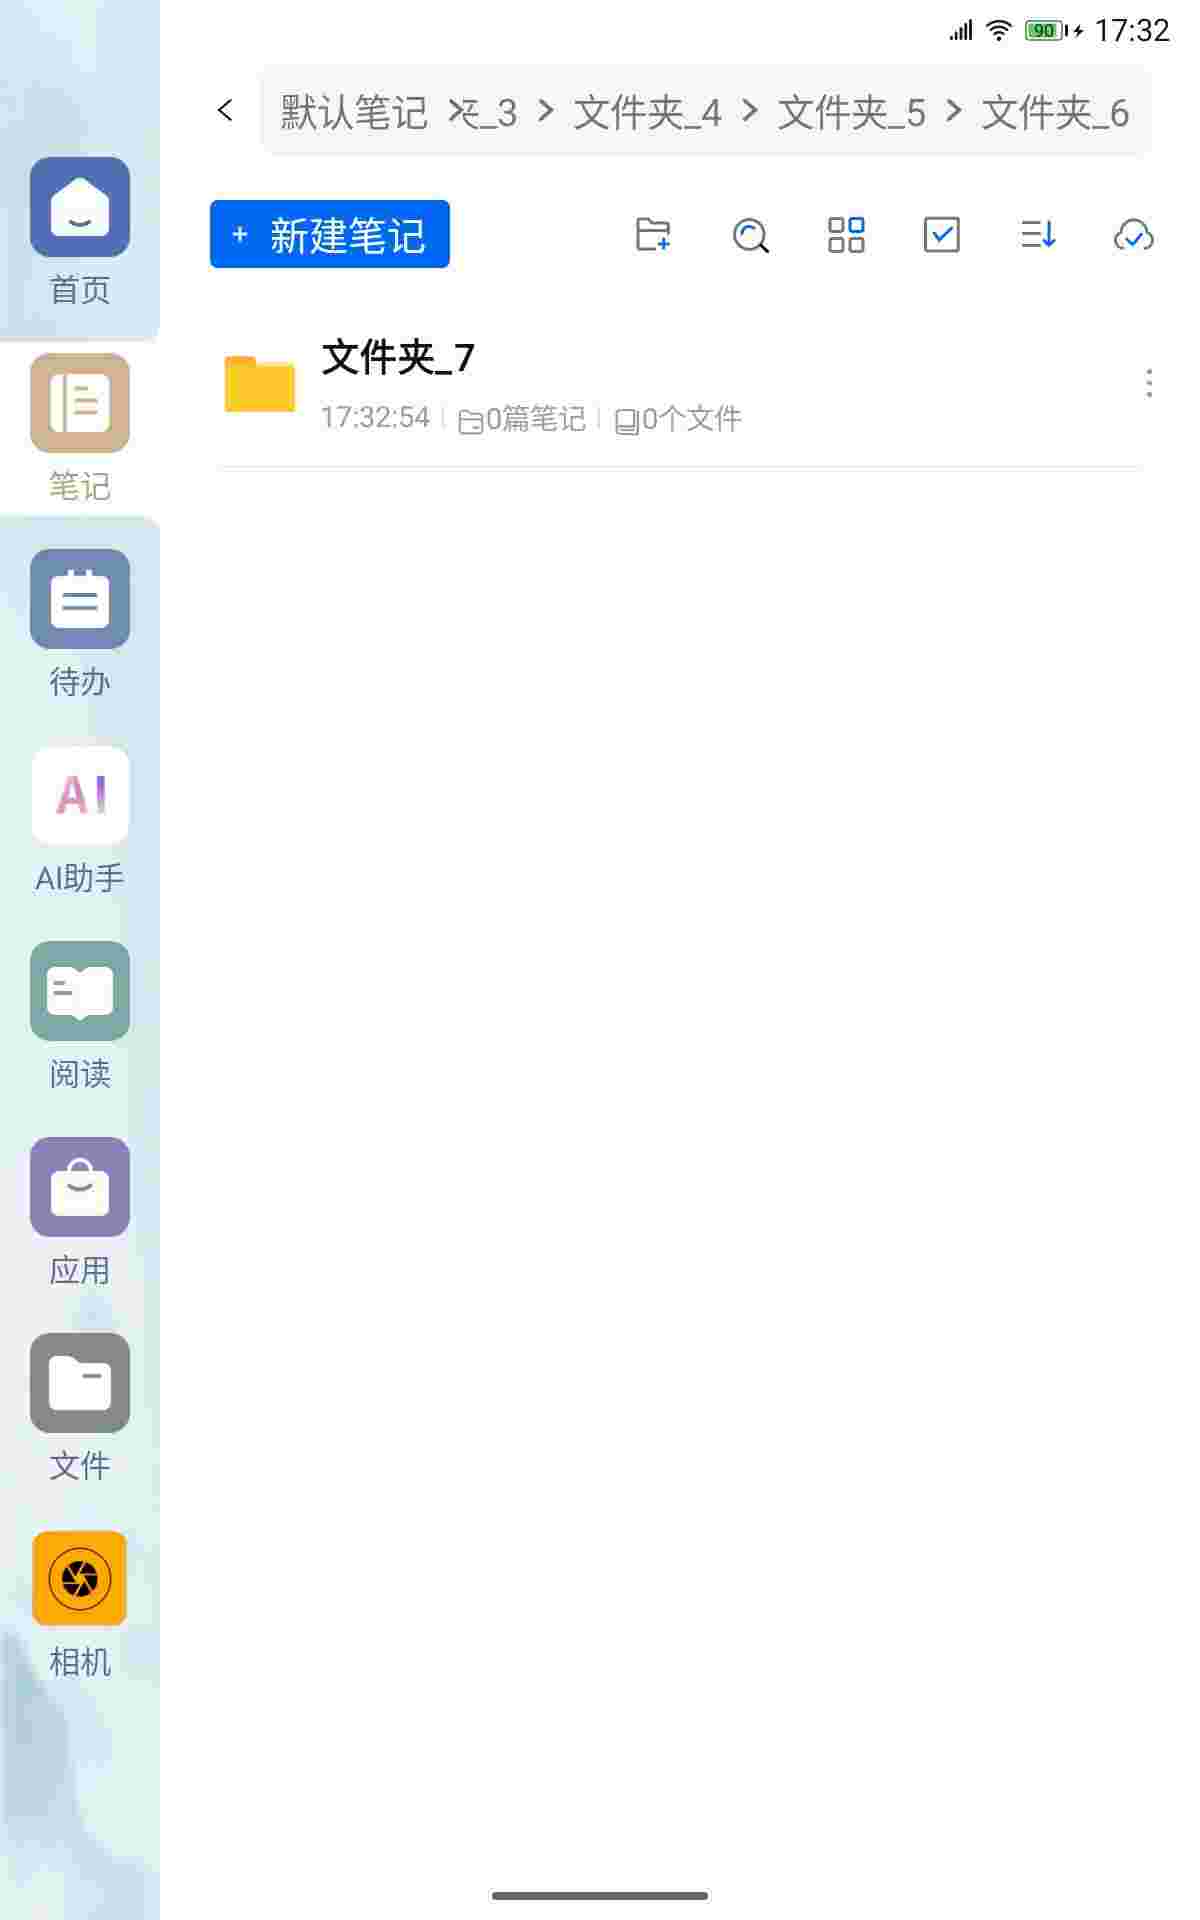 90 17:32
默认笔记 > 夹_3 > 文件夹_4 > 文件夹_5 > 文件夹_6
+ 新建笔记
首页
文件夹_7
17:32:54 0篇笔记 0个文件
笔记
待办
AI
AI助手
阅读
应用
文件
相机